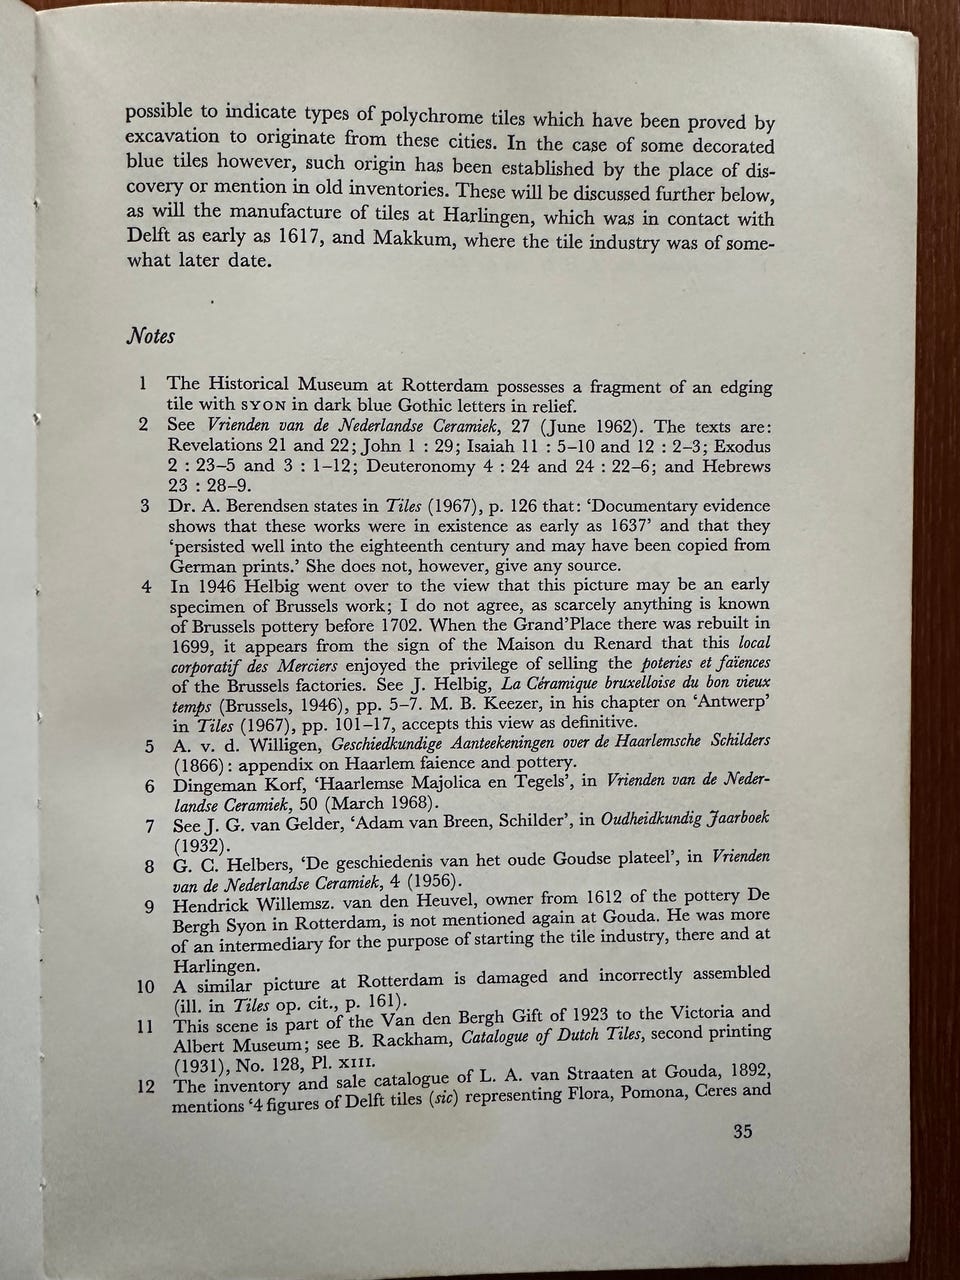 possible to indicate types of polychrome tiles which have been proved by
excavation to originate from these cities. In the case of some decorated
blue tiles however, such origin has been established by the place of dis-
covery or mention in old inventories. These will be discussed further below,
as will the manufacture of tiles at Harlingen, which was in contact with
Delft as early as 1617, and Makkum, where the tile industry was of some-
what later date.
Notes
1 The Historical Museum at Rotterdam possesses a fragment of an edging
tile with SYON in dark blue Gothic letters in relief.
2 See Vrienden van de Nederlandse Ceramiek, 27 (June 1962). The texts are:
Revelations 21 and 22; John 1 : 29; Isaiah 11 : 5–10 and 12 : 2–3; Exodus
2 : 23–5 and 3 : 1–12; Deuteronomy 4 : 24 and 24 : 22–6; and Hebrews
23 : 28–9.
3 Dr. A. Berendsen states in Tiles (1967), p. 126 that: ‘Documentary evidence
shows that these works were in existence as early as 1637’ and that they
‘persisted well into the eighteenth century and may have been copied from
German prints.’ She does not, however, give any source.
4 In 1946 Helbig went over to the view that this picture may be an early
specimen of Brussels work; I do not agree, as scarcely anything is known
of Brussels pottery before 1702. When the Grand’Place there was rebuilt in
1699, it appears from the sign of the Maison du Renard that this local
corporatif des Merciers enjoyed the privilege of selling the poteries et faïences
of the Brussels factories. See J. Helbig, La Céramique bruxelloise du bon vieux
temps (Brussels, 1946), pp. 5–7. M. B. Keezer, in his chapter on ‘Antwerp’
in Tiles (1967), pp. 101–17, accepts this view as definitive.
5 A. v. d. Willigen, Geschiedkundige Aanteekeningen over de Haarlemsche Schilders
(1866) : appendix on Haarlem faience and pottery.
6 Dingeman Korf, ‘Haarlemse Majolica en Tegels’, in Vrienden van de Neder-
landse Ceramiek, 50 (March 1968).
7 See J. G. van Gelder, ‘Adam van Breen, Schilder’, in Oudheidkundig Jaarboek
(1932).
8 G. C. Helbers, ‘De geschiedenis van het oude Goudse plateel’, in Vrienden
van de Nederlandse Ceramiek, 4 (1956).
9 Hendrick Willemsz. van den Heuvel, owner from 1612 of the pottery De
Bergh Syon in Rotterdam, is not mentioned again at Gouda. He was more
of an intermediary for the purpose of starting the tile industry, there and at
Harlingen.
10 A similar picture at Rotterdam is damaged and incorrectly assembled
(ill. in Tiles op. cit., p. 161).
11 This scene is part of the Van den Bergh Gift of 1923 to the Victoria and
Albert Museum; see B. Rackham, Catalogue of Dutch Tiles, second printing
(1931), No. 128, Pl. XIII.
12 The inventory and sale catalogue of L. A. van Straaten at Gouda, 1892,
mentions ‘4 figures of Delft tiles (sic) representing Flora, Pomona, Ceres and
35